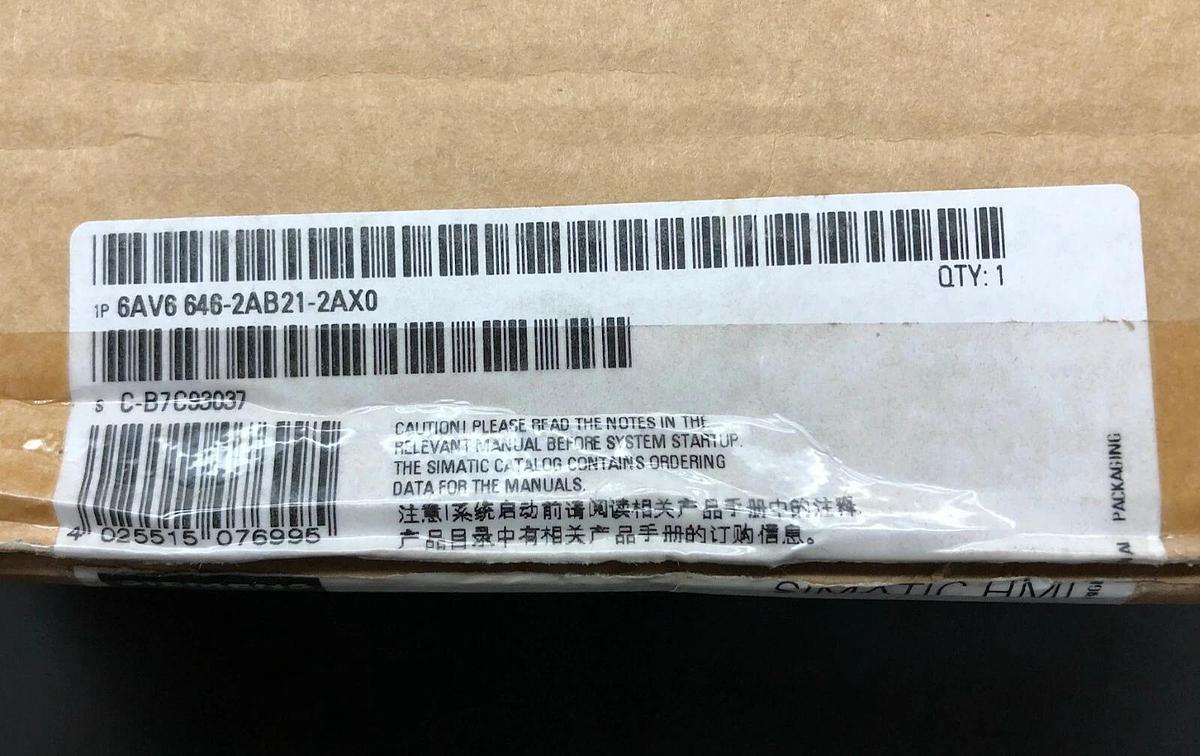 QTY: 1
1P 6AV6 646-2AB21-2AX0
S C-B7C93037
CAUTION! PLEASE READ THE NOTES IN THE
RELEVANT MANUAL BEFORE SYSTEM STARTUP.
THE SIMATIC CATALOG CONTAINS ORDERING
DATA FOR THE MANUALS.
注意!系统启动前请阅读相关产品手册中的注释.
产品目录中有相关产品手册的订购信息。
4 025515 076995
PACKAGING
SIMATIC HMI